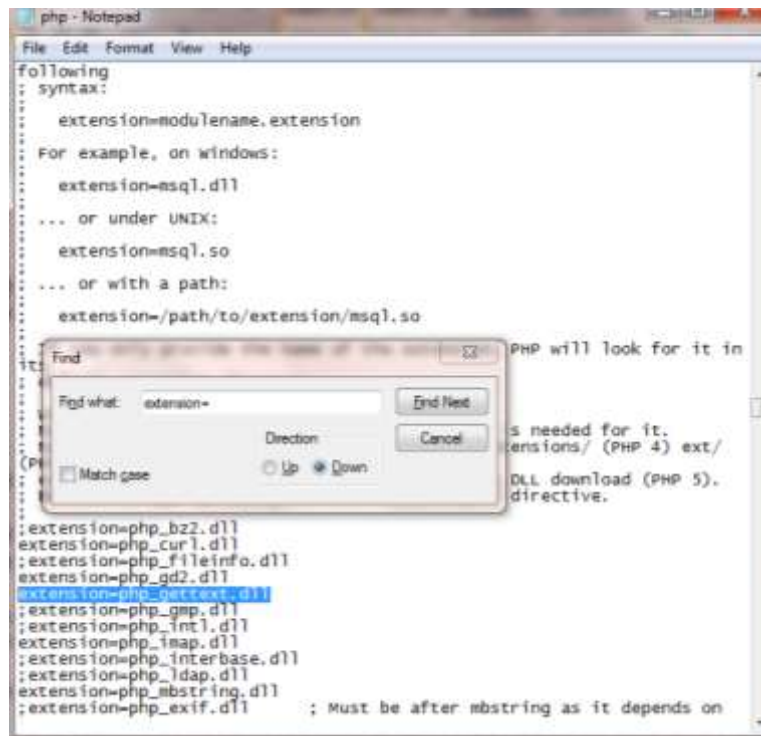 php - Notepad
File Edit Format View Help
following
; syntax:
;
;   extension=modulename.extension
;
; For example, on windows:
;
;   extension=msql.dll
;
; ... or under UNIX:
;
;   extension=msql.so
;
; ... or with a path:
;
;   extension=/path/to/extension/msql.so
;
PHP will look for it in
it
Find
Find what: extension=
Find Next
s needed for it.
Direction
Cancel
ensions/ (PHP 4) ext/
Match case
Up
Down
DLL download (PHP 5).
directive.
;extension=php_bz2.dll
extension=php_curl.dll
;extension=php_fileinfo.dll
extension=php_gd2.dll
extension=php_gettext.dll
;extension=php_gmp.dll
;extension=php_intl.dll
extension=php_imap.dll
;extension=php_interbase.dll
;extension=php_ldap.dll
extension=php_mbstring.dll
;extension=php_exif.dll      ; Must be after mbstring as it depends on